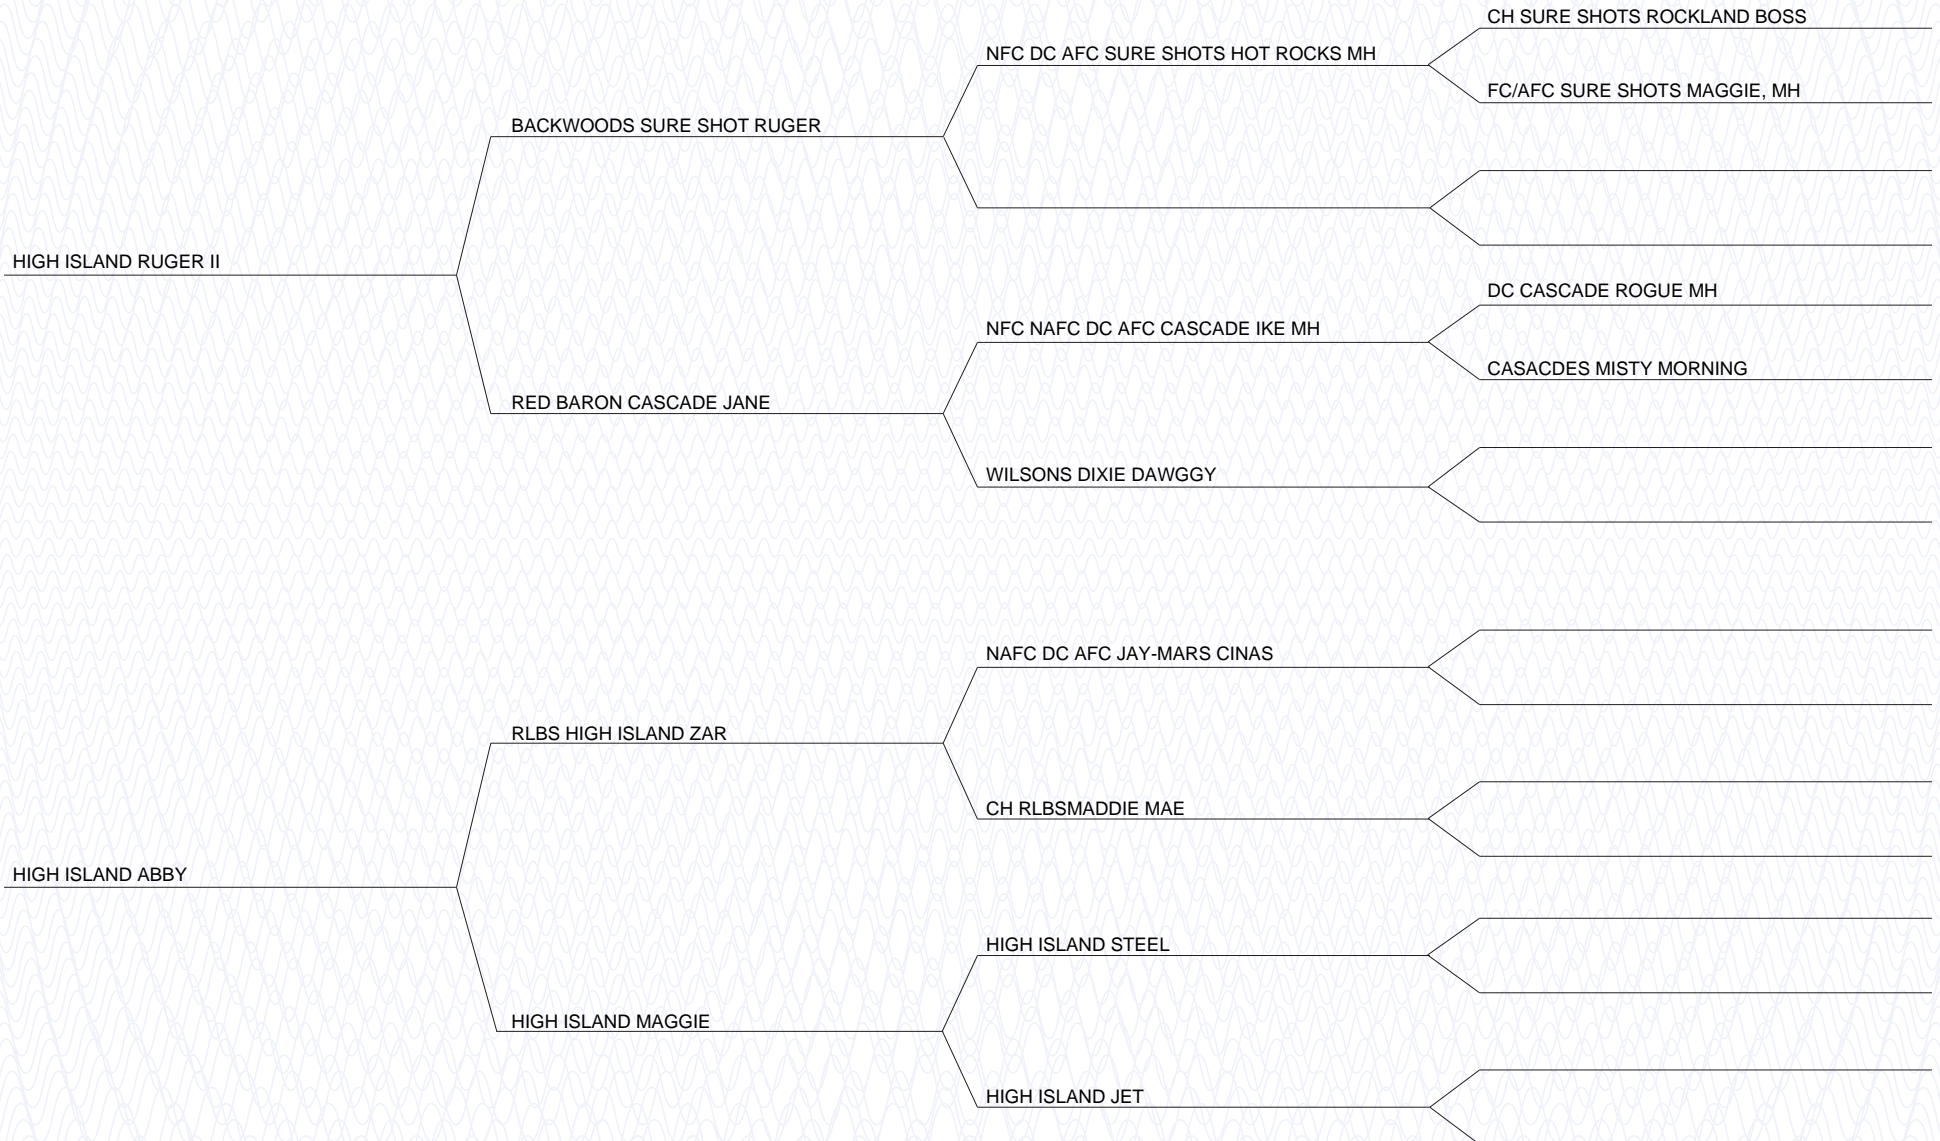 CH SURE SHOTS ROCKLAND BOSS
NFC DC AFC SURE SHOTS HOT ROCKS MH
FC/AFC SURE SHOTS MAGGIE, MH
BACKWOODS SURE SHOT RUGER
HIGH ISLAND RUGER II
DC CASCADE ROGUE MH
NFC NAFC DC AFC CASCADE IKE MH
CASACDES MISTY MORNING
RED BARON CASCADE JANE
WILSONS DIXIE DAWGGY
NAFC DC AFC JAY-MARS CINAS
RLBS HIGH ISLAND ZAR
CH RLBSMADDIE MAE
HIGH ISLAND ABBY
HIGH ISLAND STEEL
HIGH ISLAND MAGGIE
HIGH ISLAND JET